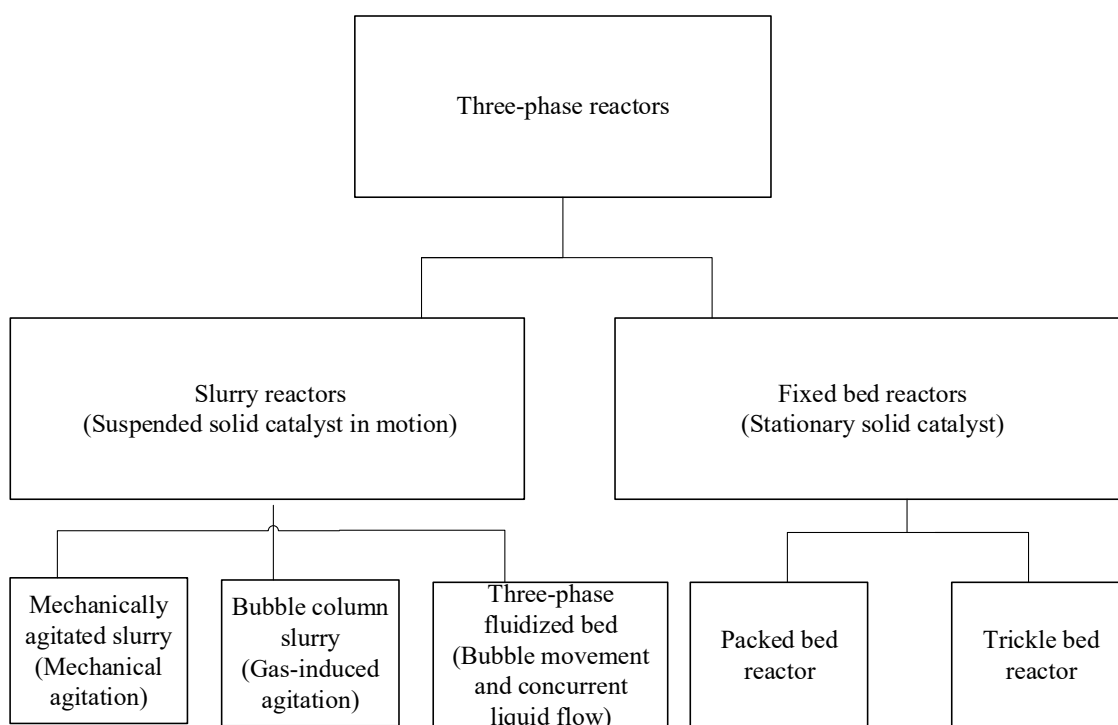 Three-phase reactors
Slurry reactors
(Suspended solid catalyst in motion)
Fixed bed reactors
(Stationary solid catalyst)
Mechanically
agitated slurry
(Mechanical
agitation)
Bubble column
slurry
(Gas-induced
agitation)
Three-phase
fluidized bed
(Bubble movement
and concurrent
liquid flow)
Packed bed
reactor
Trickle bed
reactor